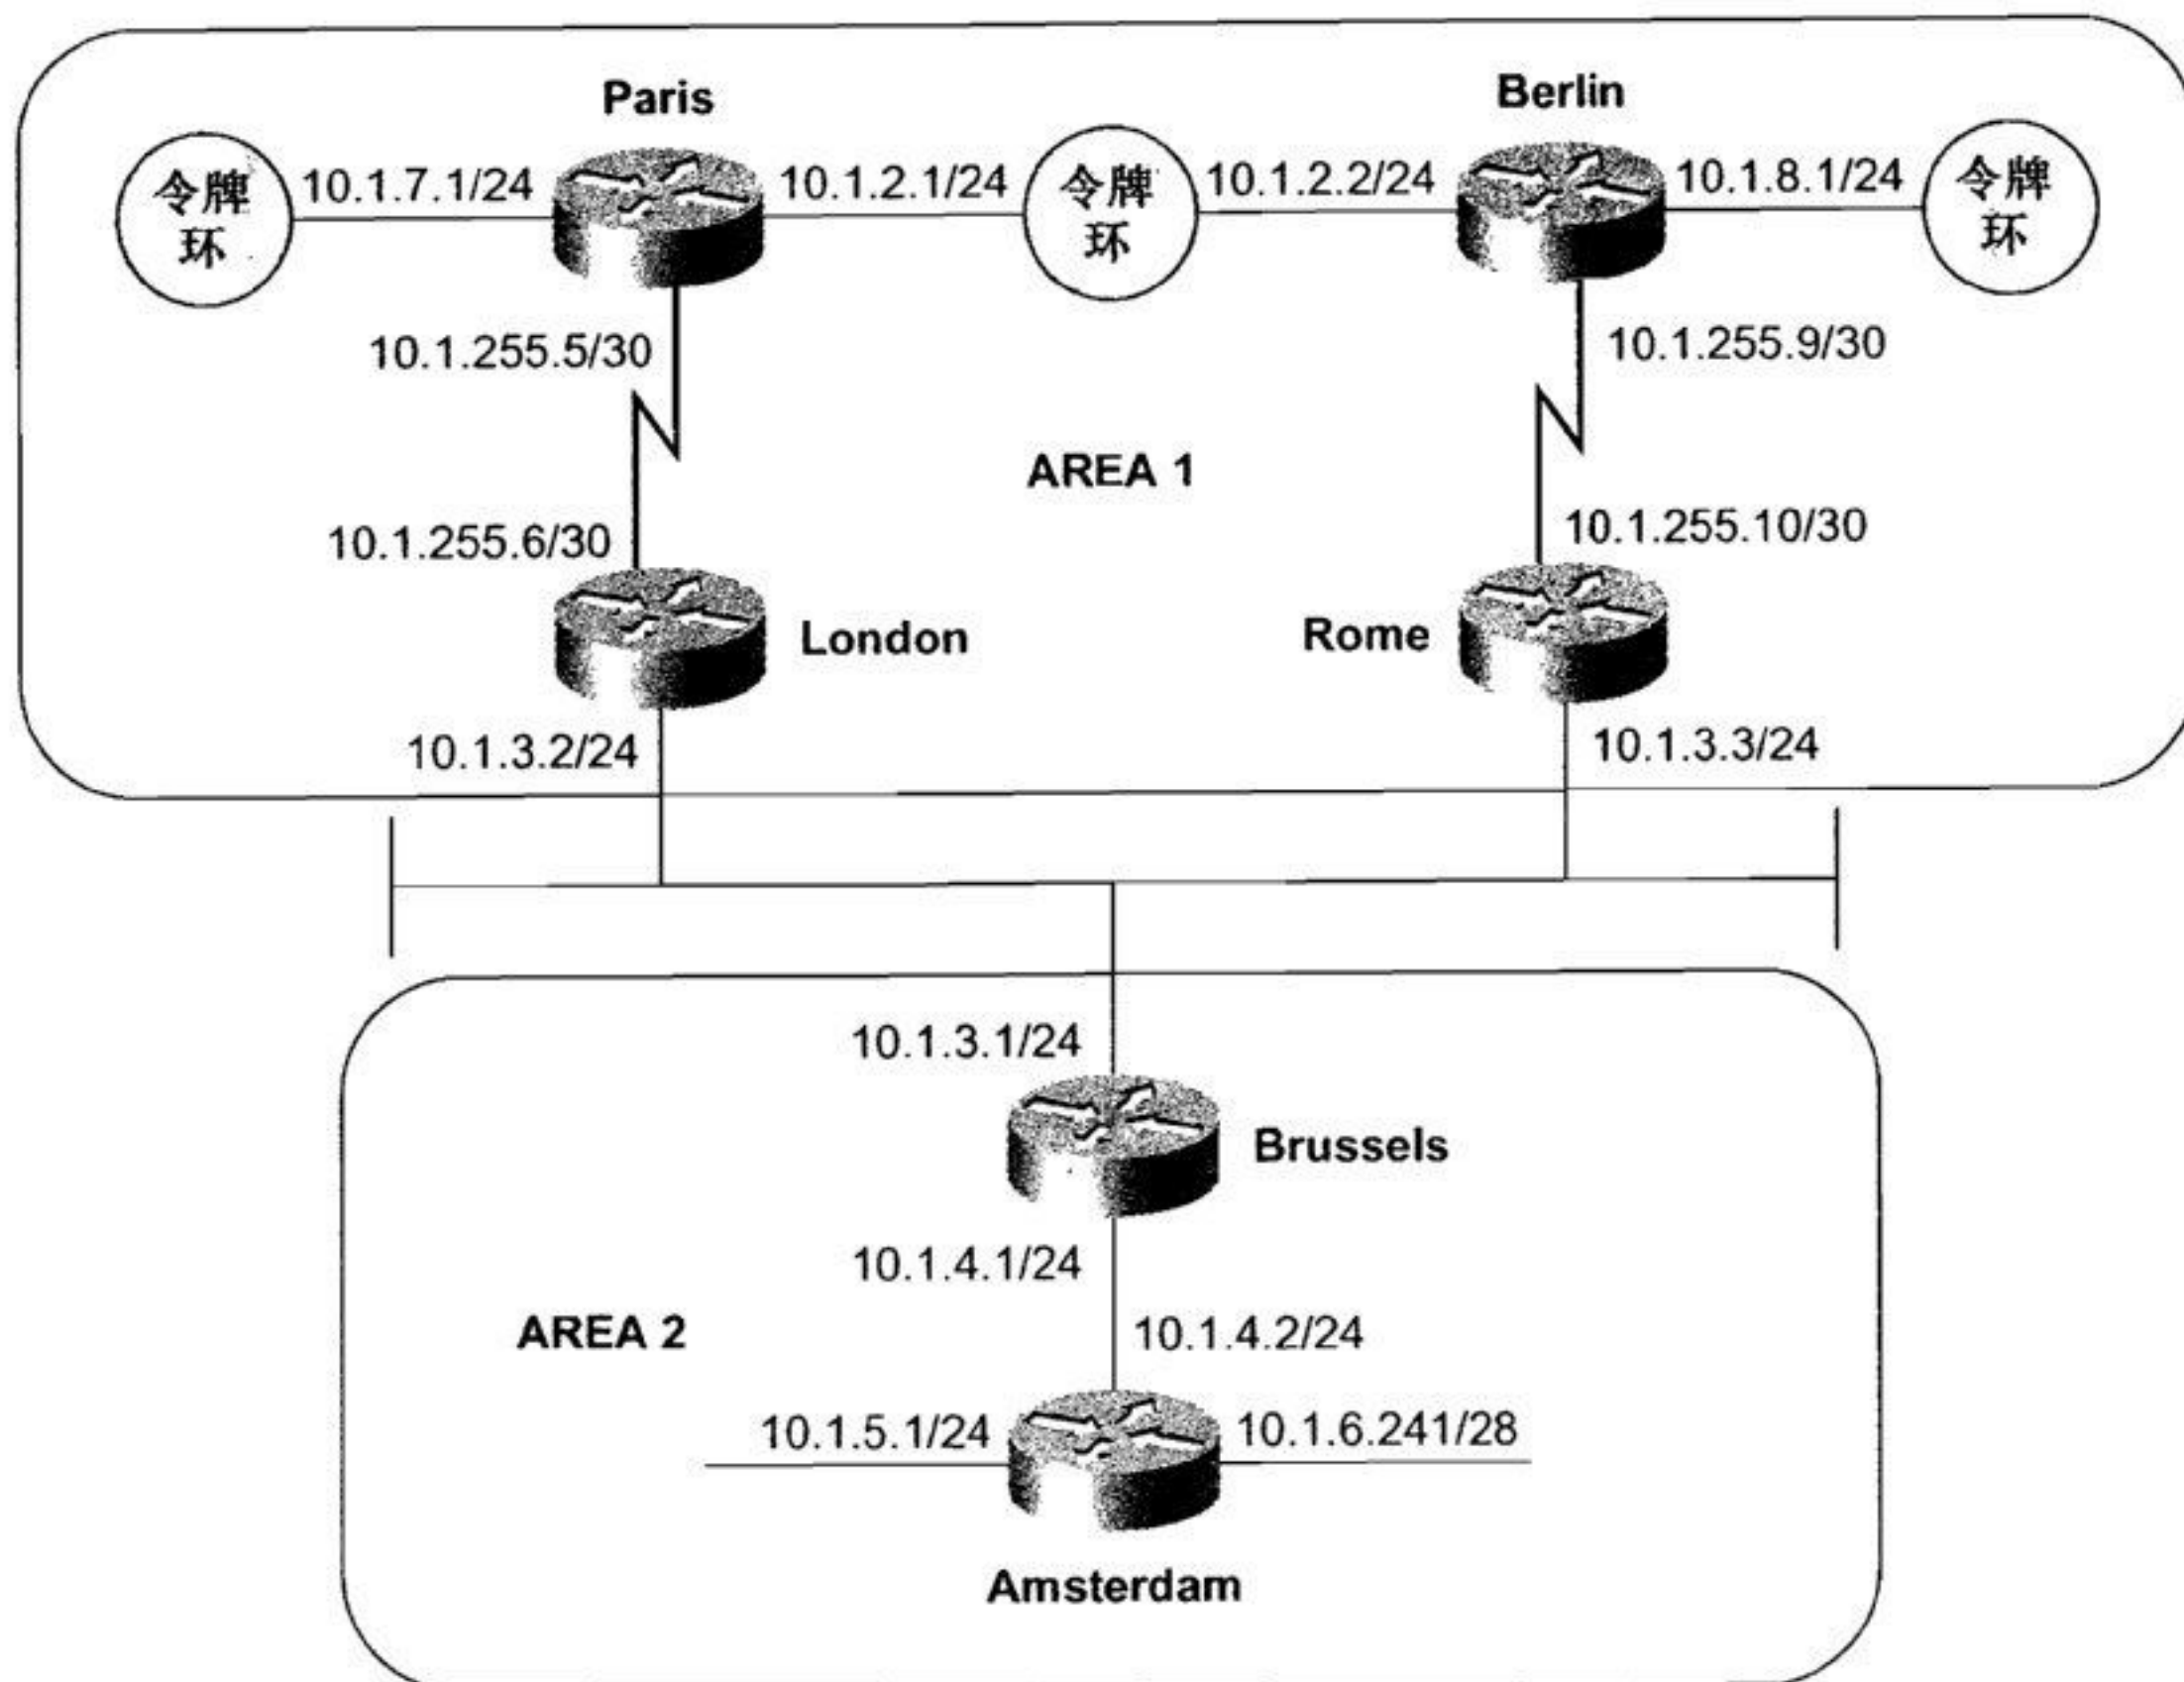 Paris
Berlin
令牌
环
10.1.7.1/24
10.1.2.1/24
令牌
环
10.1.2.2/24
10.1.8.1/24
令牌
环
10.1.255.5/30
10.1.255.9/30
AREA 1
10.1.255.6/30
10.1.255.10/30
London
Rome
10.1.3.2/24
10.1.3.3/24
10.1.3.1/24
Brussels
10.1.4.1/24
AREA 2
10.1.4.2/24
10.1.5.1/24
10.1.6.241/28
Amsterdam